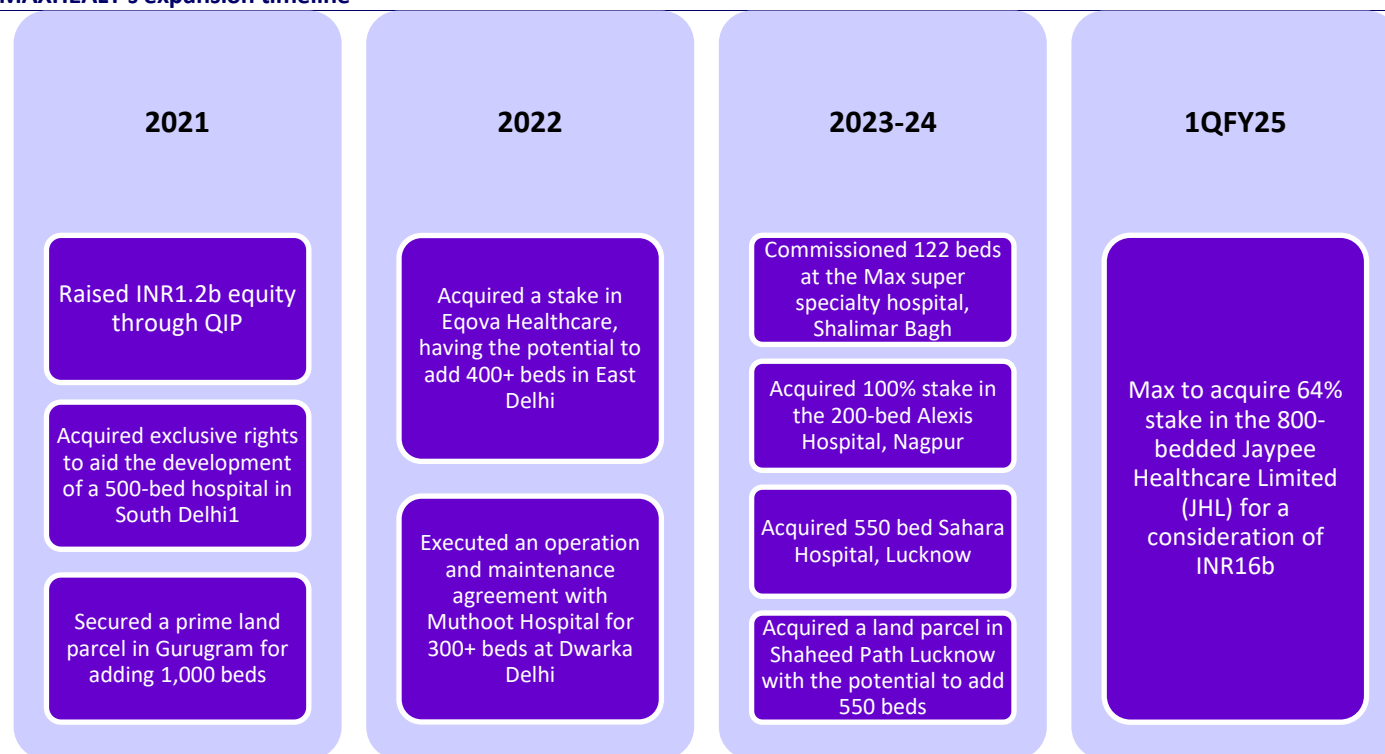 MAXHEALT's expansion timeline
2021
Raised INR1.2b equity
through QIP
Acquired exclusive rights
to aid the development
of a 500-bed hospital in
South Delhi1
Secured a prime land
parcel in Gurugram for
adding 1,000 beds
2022
Acquired a stake in
Eqova Healthcare,
having the potential to
add 400+ beds in East
Delhi
Executed an operation
and maintenance
agreement with
Muthoot Hospital for
300+ beds at Dwarka
Delhi
2023-24
Commissioned 122 beds
at the Max super
specialty hospital,
Shalimar Bagh
Acquired 100% stake in
the 200-bed Alexis
Hospital, Nagpur
Acquired 550 bed Sahara
Hospital, Lucknow
Acquired a land parcel in
Shaheed Path Lucknow
with the potential to add
550 beds
1QFY25
Max to acquire 64%
stake in the 800-
bedded Jaypee
Healthcare Limited
(JHL) for a
consideration of
INR16b